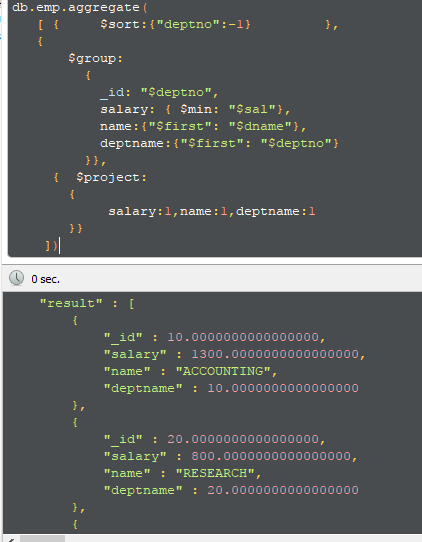 db.emp.aggregate(
[ { $sort:{"deptno":-1} },
{
$group:
{
_id: "$deptno",
salary: { $min: "$sal"},
name:{"$first": "$dname"},
deptname:{"$first": "$deptno"}
}},
{ $project:
{
salary:1,name:1,deptname:1
}}
])
0 sec.
"result" : [
{
"_id" : 10.0000000000000000,
"salary" : 1300.0000000000000000,
"name" : "ACCOUNTING",
"deptname" : 10.0000000000000000
},
{
"_id" : 20.0000000000000000,
"salary" : 800.0000000000000000,
"name" : "RESEARCH",
"deptname" : 20.0000000000000000
},
{